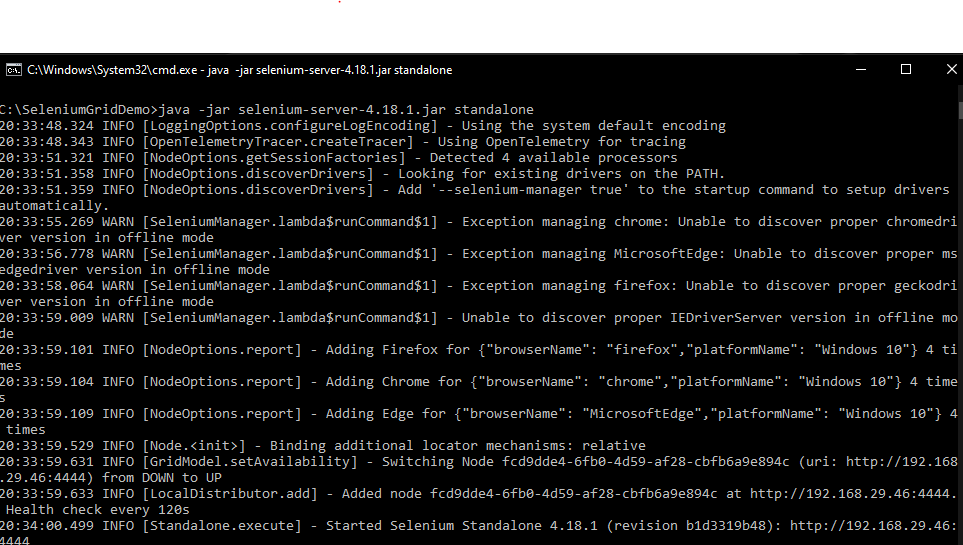 C:\Windows\System32\cmd.exe - java -jar selenium-server-4.18.1.jar standalone
C:\SeleniumGridDemo>java -jar selenium-server-4.18.1.jar standalone
20:33:48.324 INFO [LoggingOptions.configureLogEncoding] - Using the system default encoding
20:33:48.343 INFO [OpenTelemetryTracer.createTracer] - Using OpenTelemetry for tracing
20:33:51.321 INFO [NodeOptions.getSessionFactories] - Detected 4 available processors
20:33:51.358 INFO [NodeOptions.discoverDrivers] - Looking for existing drivers on the PATH.
20:33:51.359 INFO [NodeOptions.discoverDrivers] - Add '--selenium-manager true' to the startup command to setup drivers
automatically.
20:33:55.269 WARN [SeleniumManager.lambda$runCommand$1] - Exception managing chrome: Unable to discover proper chromedri
ver version in offline mode
20:33:56.778 WARN [SeleniumManager.lambda$runCommand$1] - Exception managing MicrosoftEdge: Unable to discover proper ms
edgedriver version in offline mode
20:33:58.064 WARN [SeleniumManager.lambda$runCommand$1] - Exception managing firefox: Unable to discover proper geckodri
ver version in offline mode
20:33:59.009 WARN [SeleniumManager.lambda$runCommand$1] - Unable to discover proper IEDriverServer version in offline mo
de
20:33:59.101 INFO [NodeOptions.report] - Adding Firefox for {"browserName": "firefox","platformName": "Windows 10"} 4 ti
mes
20:33:59.104 INFO [NodeOptions.report] - Adding Chrome for {"browserName": "chrome","platformName": "Windows 10"} 4 time
s
20:33:59.109 INFO [NodeOptions.report] - Adding Edge for {"browserName": "MicrosoftEdge","platformName": "Windows 10"} 4
times
20:33:59.529 INFO [Node.<init>] - Binding additional locator mechanisms: relative
20:33:59.631 INFO [GridModel.setAvailability] - Switching Node fcd9dde4-6fb0-4d59-af28-cbfb6a9e894c (uri: http://192.168
.29.46:4444) from DOWN to UP
20:33:59.633 INFO [LocalDistributor.add] - Added node fcd9dde4-6fb0-4d59-af28-cbfb6a9e894c at http://192.168.29.46:4444.
Health check every 120s
20:34:00.499 INFO [Standalone.execute] - Started Selenium Standalone 4.18.1 (revision b1d3319b48): http://192.168.29.46:
4444